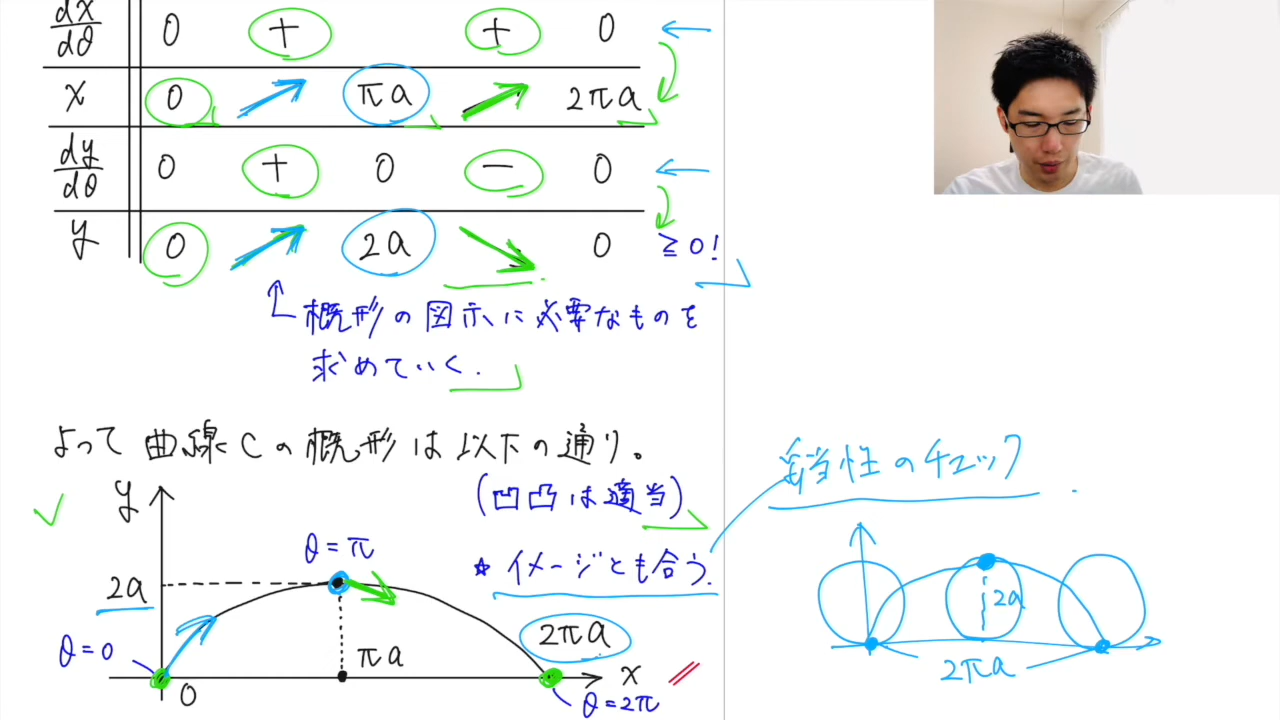 dx/dθ 0 + + 0
x 0 ↗ πa ↗ 2πa
dy/dθ 0 + 0 − 0
y 0 ↗ 2a ↘ 0 ≧0!
概形の図示に必要なものを
求めていく.
よって 曲線Cの概形は以下の通り。
(凹凸は適当)
☆ イメージとも合う.
y
θ=π
2a
θ=0
0
πa
2πa
x
θ=2π
妥当性のチェック
2a
2πa